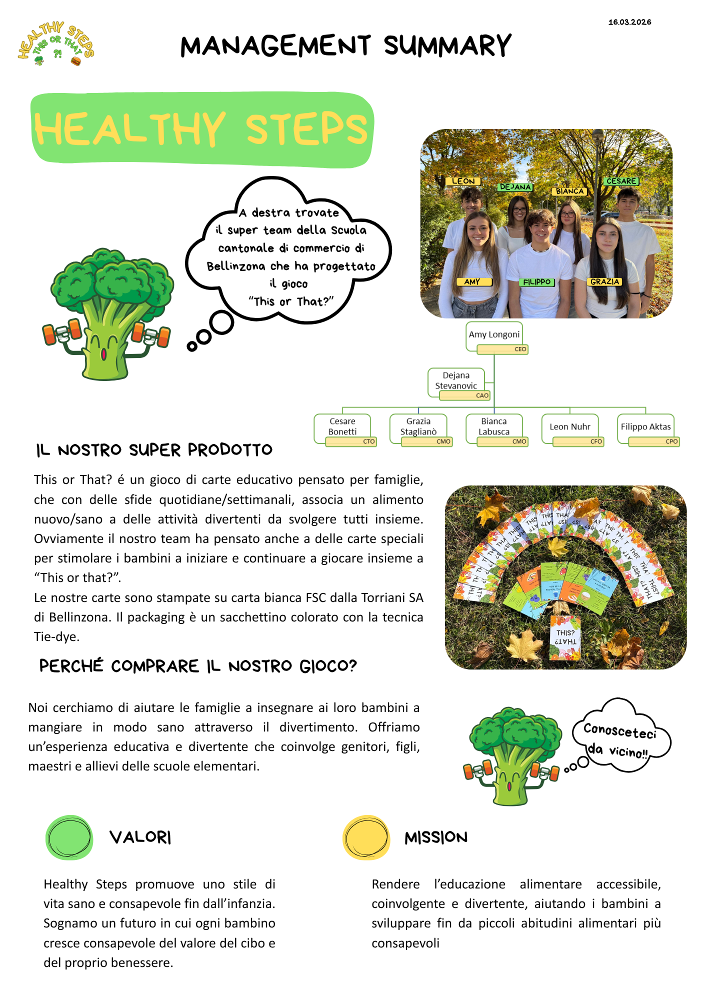 16.03.2026
HEALTHY STEPS
THIS OR THAT
?!
MANAGEMENT SUMMARY
HEALTHY STEPS
A destra trovate
il super team della Scuola
cantonale di commercio di
Bellinzona che ha progettato
il gioco
“This or That?”
LEON
DEJANA
BIANCA
CESARE
AMY
FILIPPO
GRAZIA
Amy Longoni
CEO
Dejana
Stevanovic
CAO
Cesare
Bonetti
CTO
Grazia
Staglianò
CMO
Bianca
Labusca
CMO
Leon Nuhr
CFO
Filippo Aktas
CPO
IL NOSTRO SUPER PRODOTTO
This or That? é un gioco di carte educativo pensato per famiglie,
che con delle sfide quotidiane/settimanali, associa un alimento
nuovo/sano a delle attività divertenti da svolgere tutti insieme.
Ovviamente il nostro team ha pensato anche a delle carte speciali
per stimolare i bambini a iniziare e continuare a giocare insieme a
“This or that?”.
Le nostre carte sono stampate su carta bianca FSC dalla Torriani SA
di Bellinzona. Il packaging è un sacchettino colorato con la tecnica
Tie-dye.
THIS?
THAT?
PERCHÉ COMPRARE IL NOSTRO GIOCO?
Noi cerchiamo di aiutare le famiglie a insegnare ai loro bambini a
mangiare in modo sano attraverso il divertimento. Offriamo
un’esperienza educativa e divertente che coinvolge genitori, figli,
maestri e allievi delle scuole elementari.
Conosceteci
da vicino!!
VALORI
Healthy Steps promuove uno stile di
vita sano e consapevole fin dall’infanzia.
Sognamo un futuro in cui ogni bambino
cresce consapevole del valore del cibo e
del proprio benessere.
MISSION
Rendere l’educazione alimentare accessibile,
coinvolgente e divertente, aiutando i bambini a
sviluppare fin da piccoli abitudini alimentari più
consapevoli